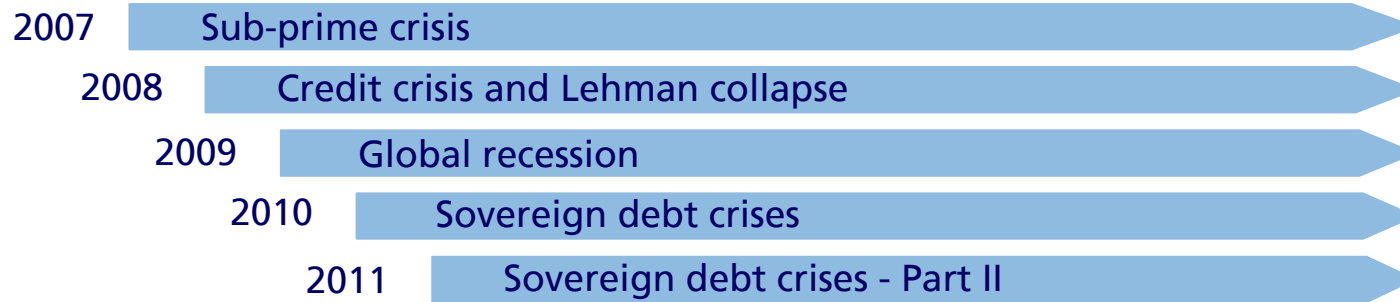 2007 Sub-prime crisis
2008 Credit crisis and Lehman collapse
2009 Global recession
2010 Sovereign debt crises
2011 Sovereign debt crises - Part II